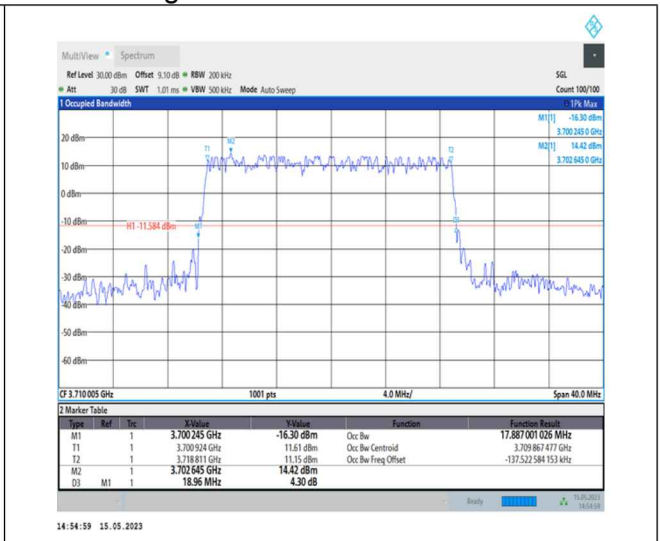 MultiView Spectrum
Ref Level 30.00 dBm Offset 9.10 dB RBW 200 kHz SGL
Att 30 dB SWT 1.01 ms VBW 500 kHz Mode Auto Sweep Count 100/100
1 Occupied Bandwidth 1Pk Max
M1[1] -16.30 dBm
3.700 245 0 GHz
M2[1] 14.42 dBm
3.702 645 0 GHz
20 dBm
T1 M2 T2
10 dBm
0 dBm
-10 dBm
H1 -11.584 dBm M1 D3
-20 dBm
-30 dBm
-40 dBm
-50 dBm
-60 dBm
CF 3.710 005 GHz 1001 pts 4.0 MHz/ Span 40.0 MHz
2 Marker Table
Type Ref Trc X-Value Y-Value Function Function Result
M1 1 3.700 245 GHz -16.30 dBm Occ Bw 17.887 001 026 MHz
T1 1 3.700 924 GHz 11.61 dBm Occ Bw Centroid 3.709 867 477 GHz
T2 1 3.718 811 GHz 11.15 dBm Occ Bw Freq Offset -137.522 584 153 kHz
M2 1 3.702 645 GHz 14.42 dBm
D3 M1 1 18.96 MHz 4.30 dB
Ready 15.05.2023
14:54:59
14:54:59 15.05.2023